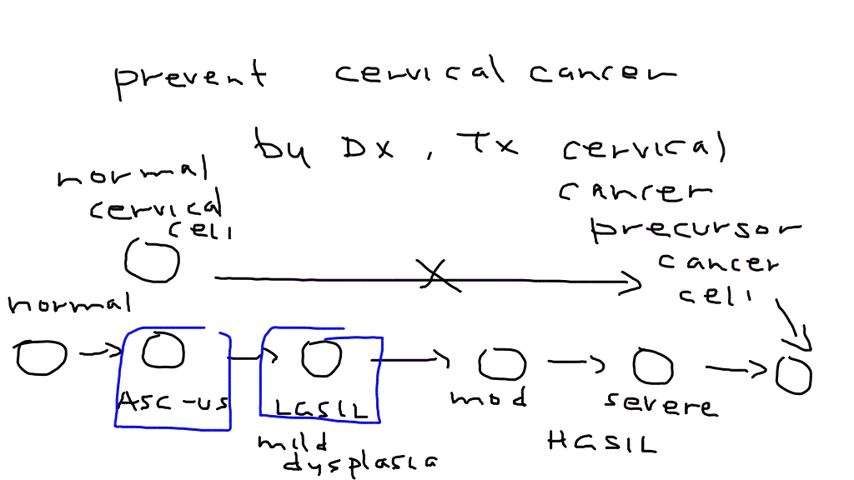 prevent cervical cancer
by Dx, Tx cervical
cancer
precursor
normal
cervical
cell
cancer
cell
normal
ASC-US
LGSIL
mod
severe
mild
dysplasia
HGSIL